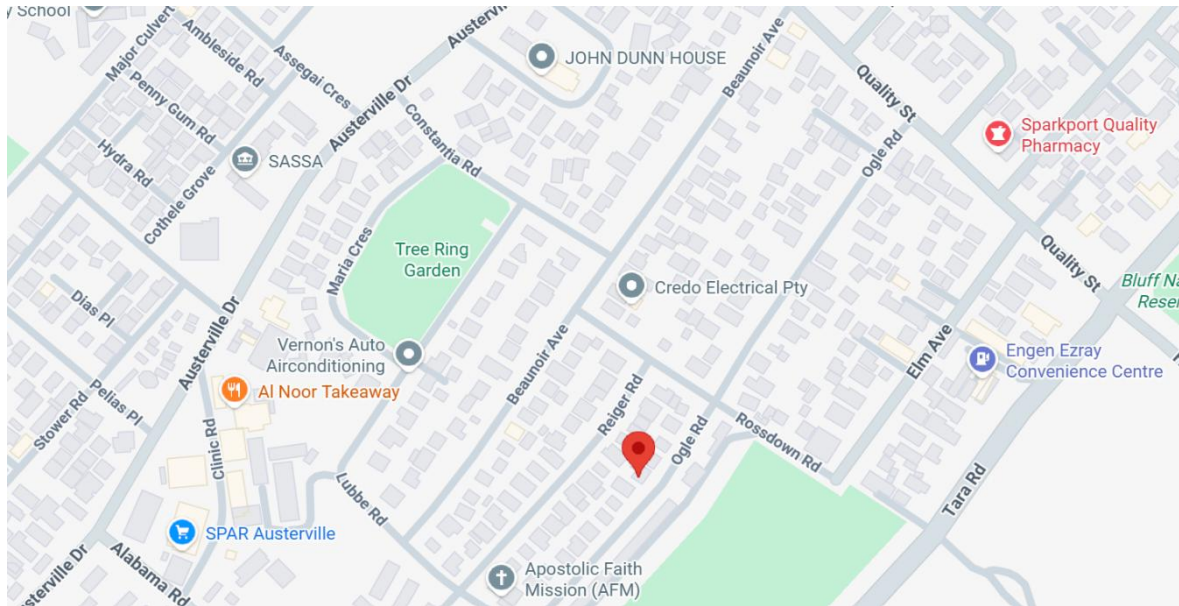 y School
Major Culvert
Ambleside Rd
Assegai Cres
Penny Gum Rd
Hydra Rd
Cothele Grove
SASSA
Austerville Dr
Austerville
JOHN DUNN HOUSE
Constantia Rd
Beaunoir Ave
Quality St
Sparkport Quality
Pharmacy
Ogle Rd
Maria Cres
Tree Ring
Garden
Credo Electrical Pty
Quality St
Bluff Na
Reser
Dias Pl
Austerville Dr
Vernon's Auto
Airconditioning
Beaunoir Ave
Elm Ave
Engen Ezray
Convenience Centre
Al Noor Takeaway
Pelias Pl
Stower Rd
Clinic Rd
Reiger Rd
Ogle Rd
Rossdown Rd
Tara Rd
Lubbe Rd
SPAR Austerville
Alabama Rd
Austerville Dr
Apostolic Faith
Mission (AFM)